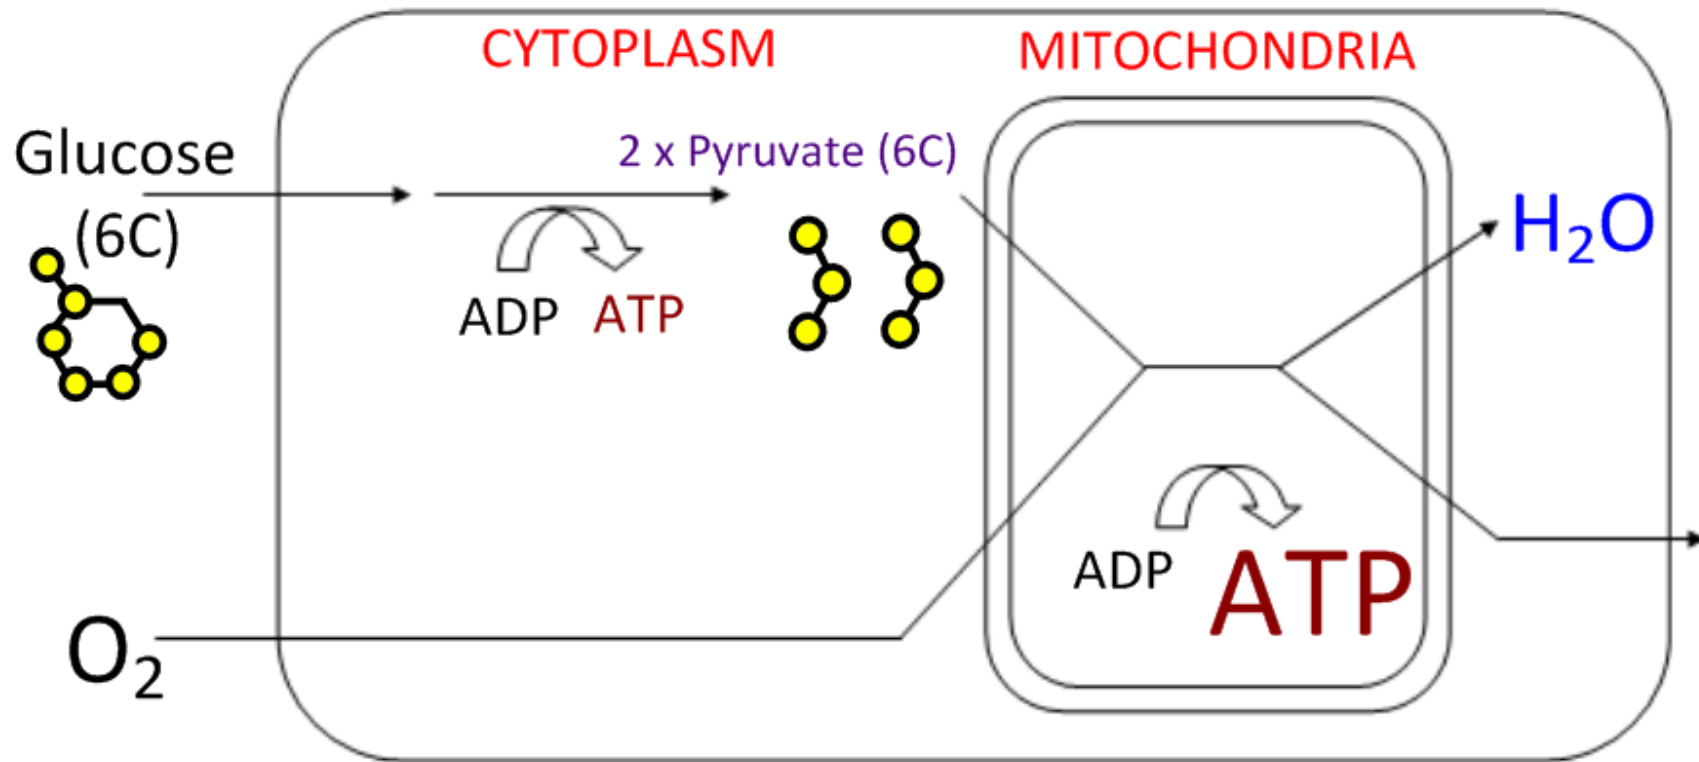 CYTOPLASM
MITOCHONDRIA
Glucose
(6C)
2 x Pyruvate (6C)
ADP ATP
H₂O
ADP ATP
O₂